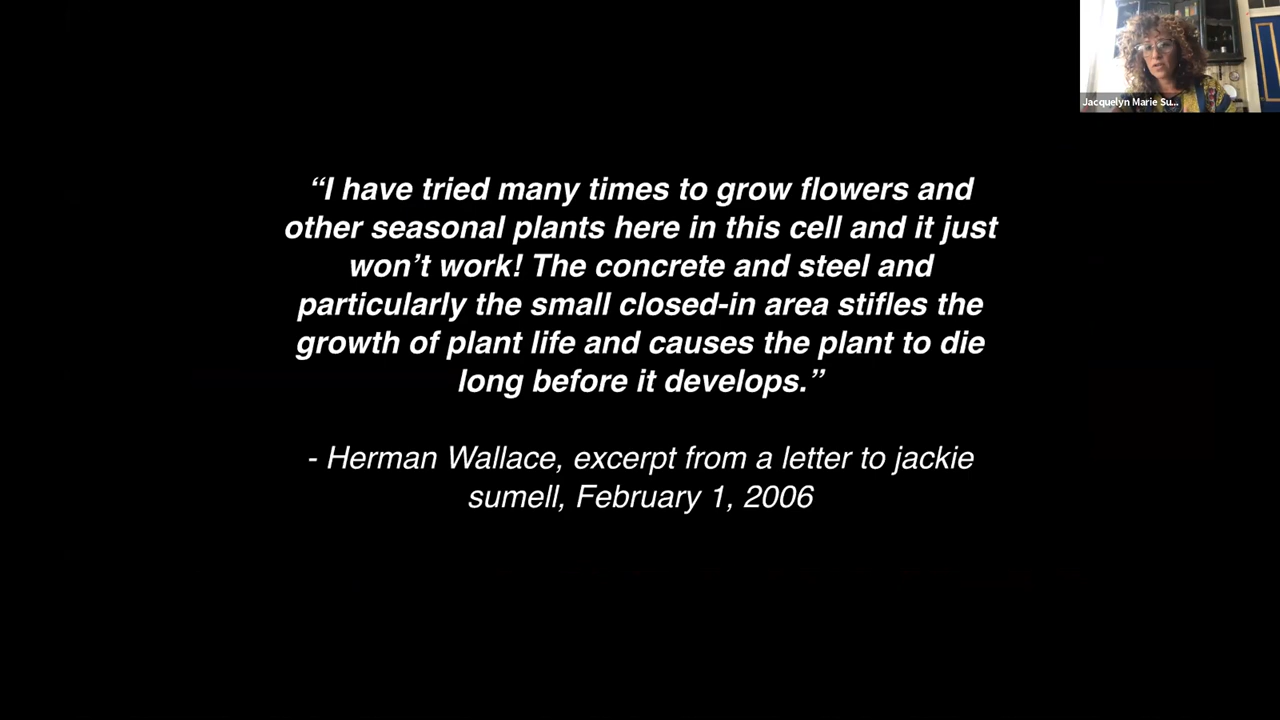 Jacquelyn Marie Su...
“I have tried many times to grow flowers and
other seasonal plants here in this cell and it just
won’t work! The concrete and steel and
particularly the small closed-in area stifles the
growth of plant life and causes the plant to die
long before it develops.”
- Herman Wallace, excerpt from a letter to jackie
sumell, February 1, 2006